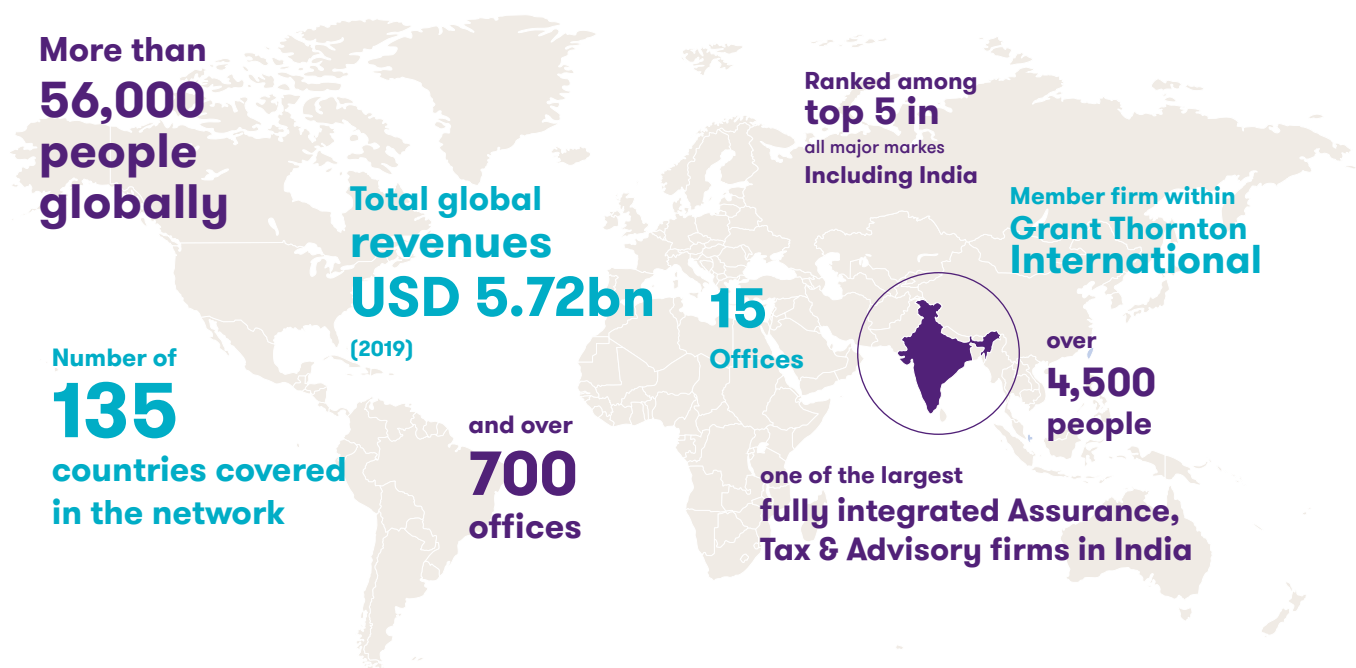 More than
56,000
people
globally
Total global
revenues
USD 5.72bn
(2019)
Number of
135
countries covered
in the network
and over
700
offices
Ranked among
top 5 in
all major markes
Including India
Member firm within
Grant Thornton
International
15
Offices
over
4,500
people
one of the largest
fully integrated Assurance,
Tax & Advisory firms in India